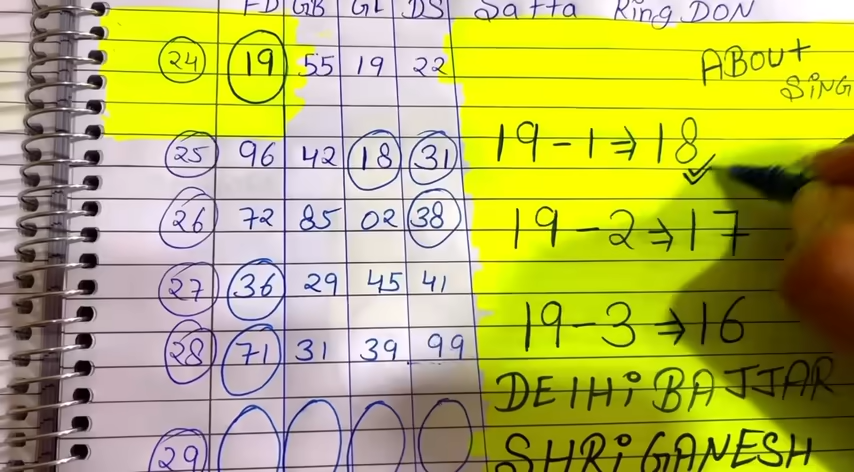 FD GB GL DS Satta King DON
ABOUT
SING
24 19 55 19 22
25 96 42 18 31 19-1⇒18
26 72 85 02 38 19-2⇒17
27 36 29 45 41 19-3⇒16
28 71 31 39 99
DELHI BAJJAR
29 SHRi GANESH